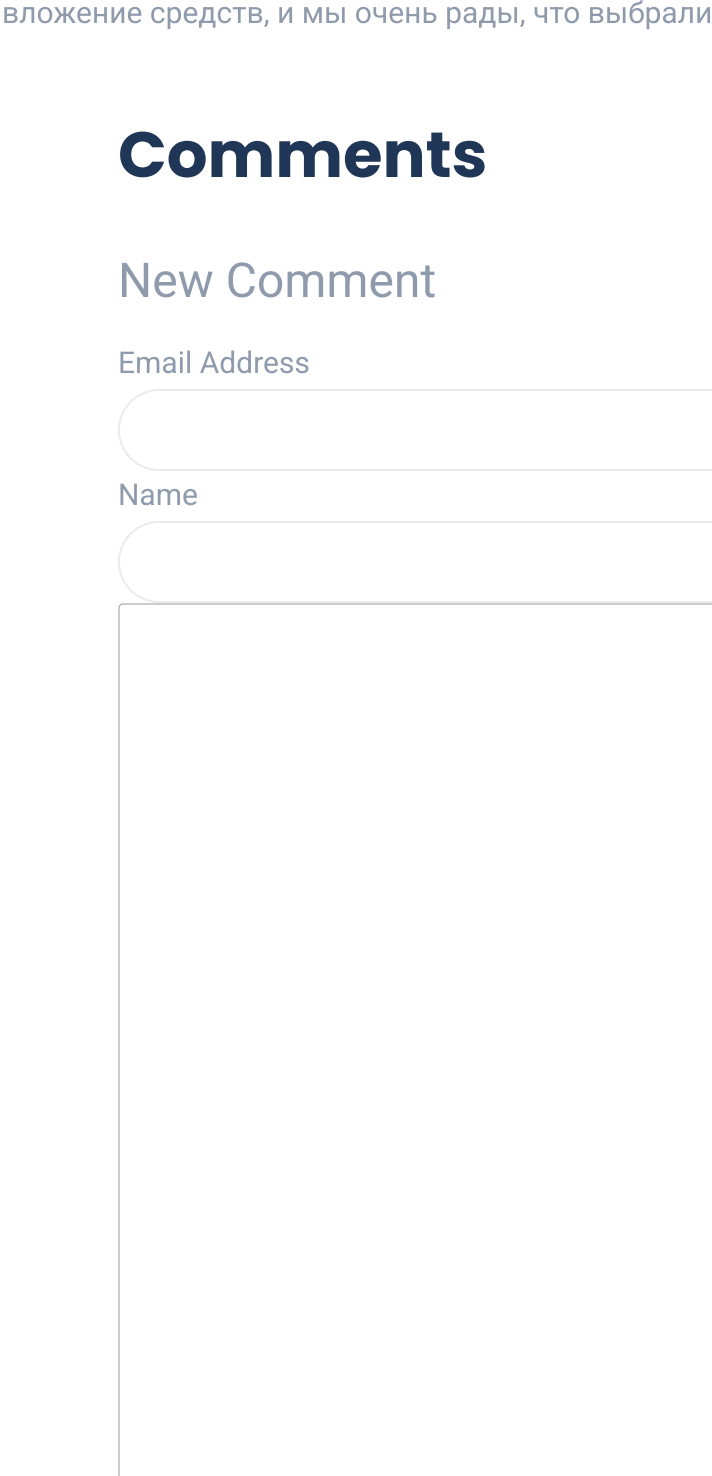 вложение средств, и мы очень рады, что выбрали
Comments
New Comment
Email Address
Name